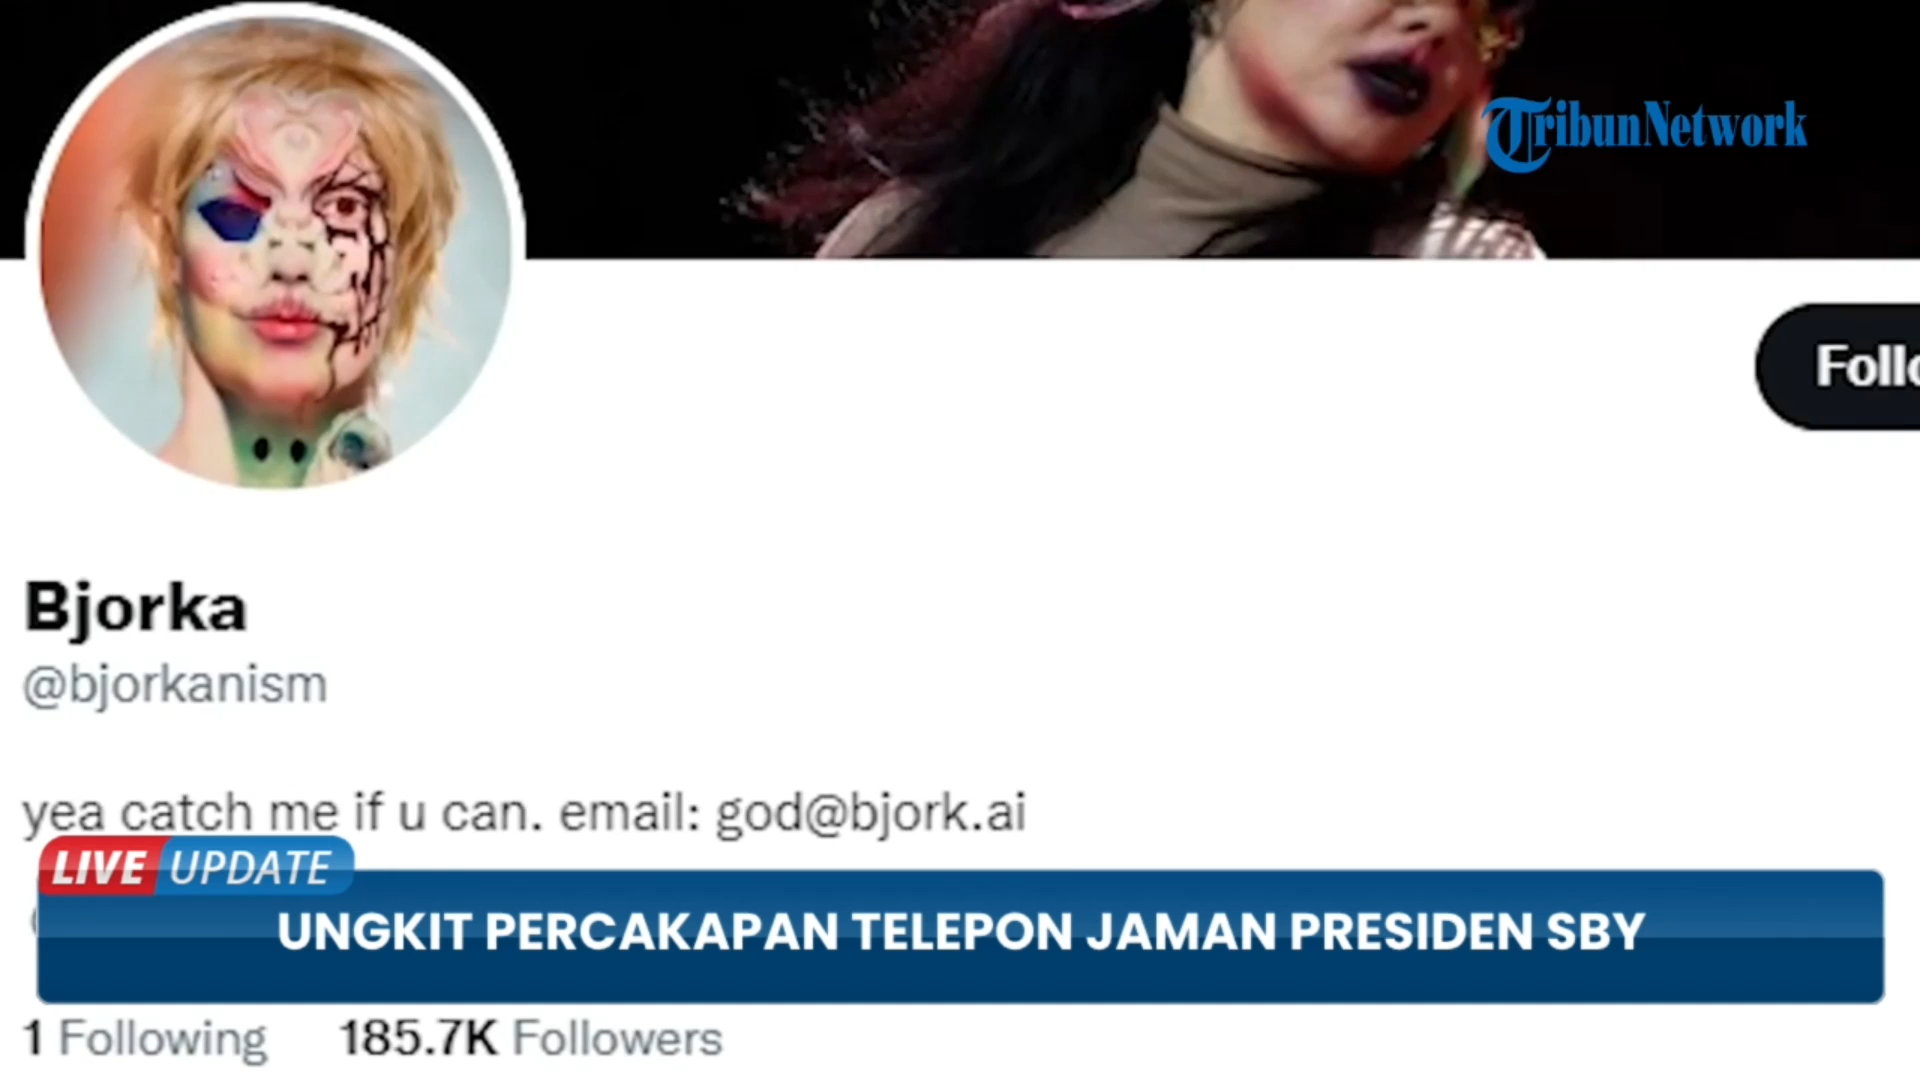 TribunNetwork
Bjorka
@bjorkanism
yea catch me if u can. email: god@bjork.ai
LIVE UPDATE
UNGKIT PERCAKAPAN TELEPON JAMAN PRESIDEN SBY
1 Following 185.7K Followers